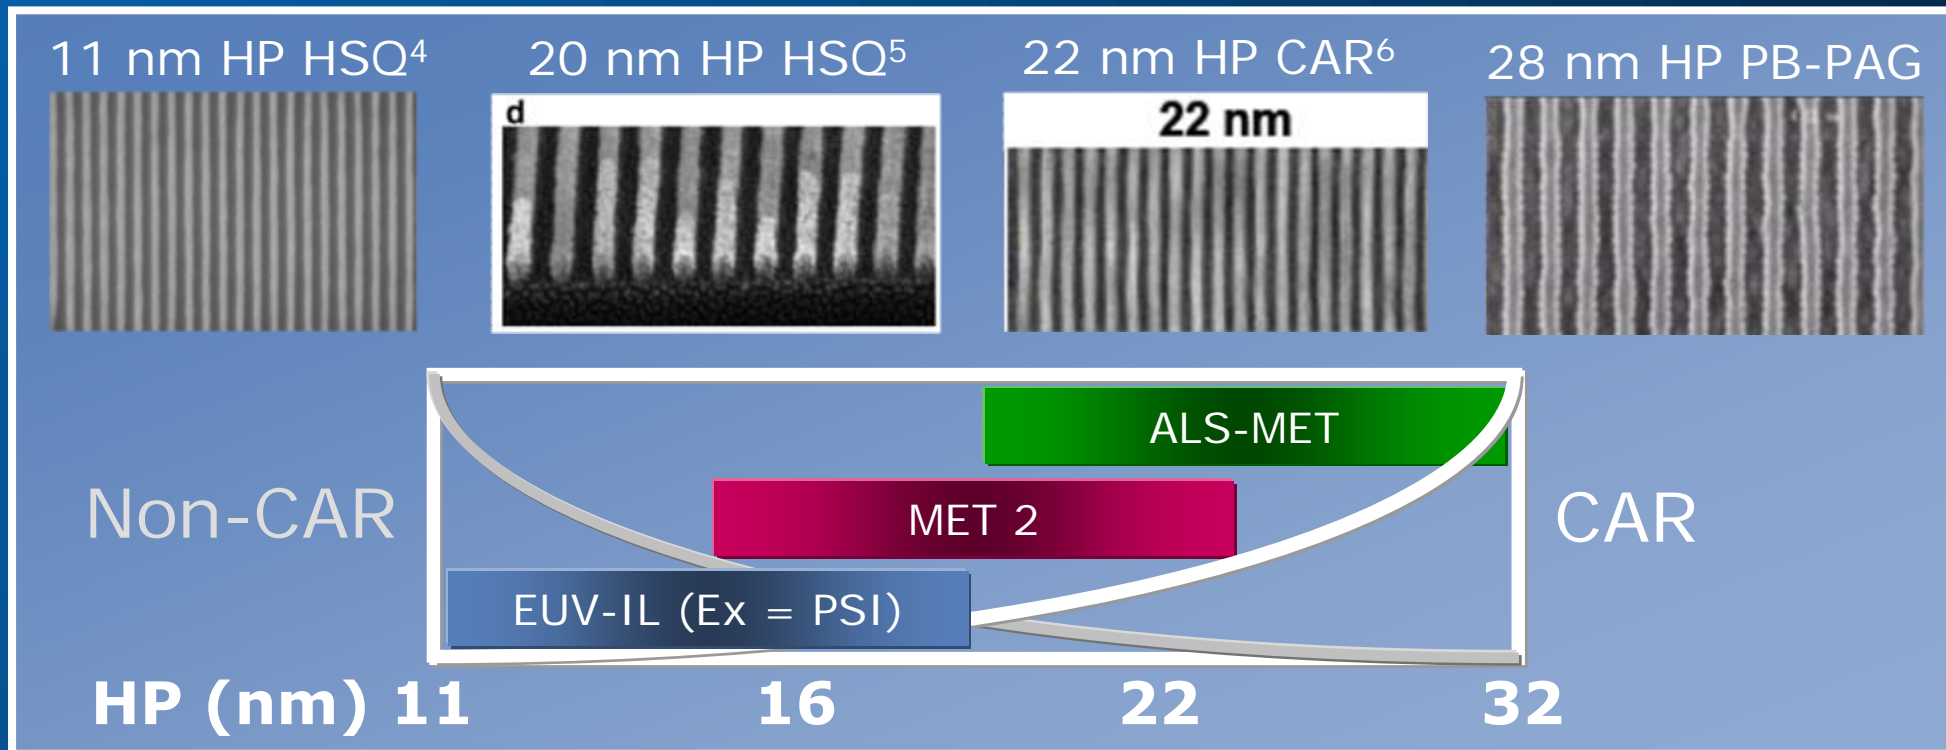 11 nm HP HSQ⁴
20 nm HP HSQ⁵
22 nm HP CAR⁶
28 nm HP PB-PAG
d
22 nm
ALS-MET
Non-CAR
MET 2
CAR
EUV-IL (Ex = PSI)
HP (nm) 11 16 22 32